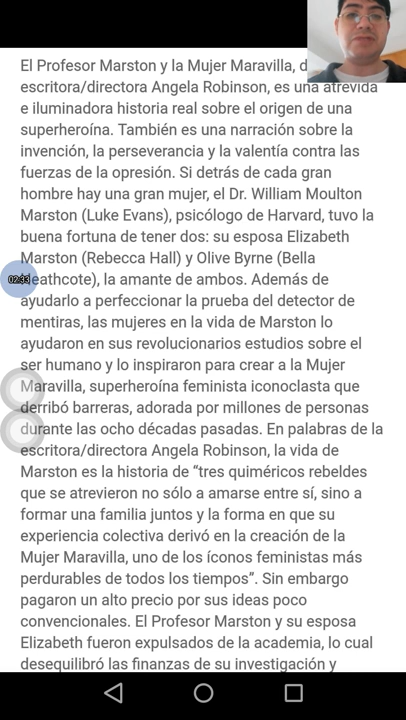 El Profesor Marston y la Mujer Maravilla, d
escritora/directora Angela Robinson, es una atrevida
e iluminadora historia real sobre el origen de una
superheroína. También es una narración sobre la
invención, la perseverancia y la valentía contra las
fuerzas de la opresión. Si detrás de cada gran
hombre hay una gran mujer, el Dr. William Moulton
Marston (Luke Evans), psicólogo de Harvard, tuvo la
buena fortuna de tener dos: su esposa Elizabeth
Marston (Rebecca Hall) y Olive Byrne (Bella
02:33 eathcote), la amante de ambos. Además de
ayudarlo a perfeccionar la prueba del detector de
mentiras, las mujeres en la vida de Marston lo
ayudaron en sus revolucionarios estudios sobre el
ser humano y lo inspiraron para crear a la Mujer
Maravilla, superheroína feminista iconoclasta que
derribó barreras, adorada por millones de personas
durante las ocho décadas pasadas. En palabras de la
escritora/directora Angela Robinson, la vida de
Marston es la historia de “tres quiméricos rebeldes
que se atrevieron no sólo a amarse entre sí, sino a
formar una familia juntos y la forma en que su
experiencia colectiva derivó en la creación de la
Mujer Maravilla, uno de los íconos feministas más
perdurables de todos los tiempos”. Sin embargo
pagaron un alto precio por sus ideas poco
convencionales. El Profesor Marston y su esposa
Elizabeth fueron expulsados de la academia, lo cual
desequilibró las finanzas de su investigación y